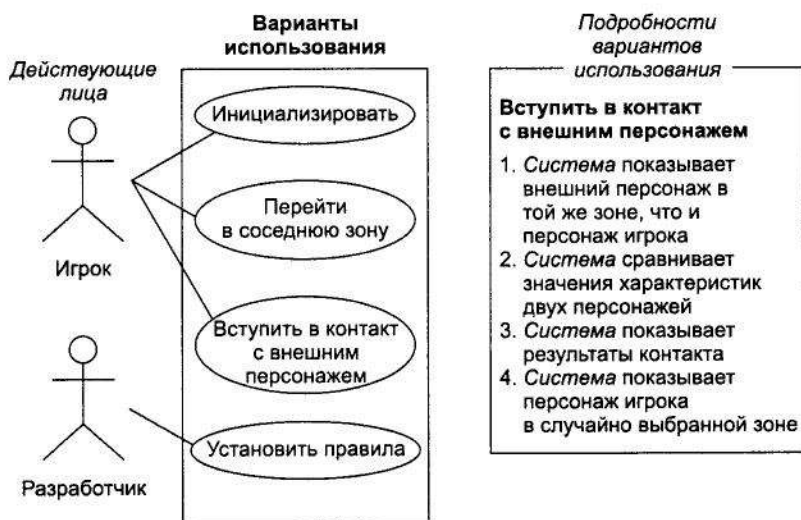 Варианты
использования
Действующие
лица
Инициализировать
Перейти
в соседнюю зону
Игрок
Вступить в контакт
с внешним
персонажем
Установить правила
Разработчик
Подробности
вариантов
использования
Вступить в контакт
с внешним персонажем
1. Система показывает
внешний персонаж в
той же зоне, что и
персонаж игрока
2. Система сравнивает
значения характеристик
двух персонажей
3. Система показывает
результаты контакта
4. Система показывает
персонаж игрока
в случайно выбранной зоне